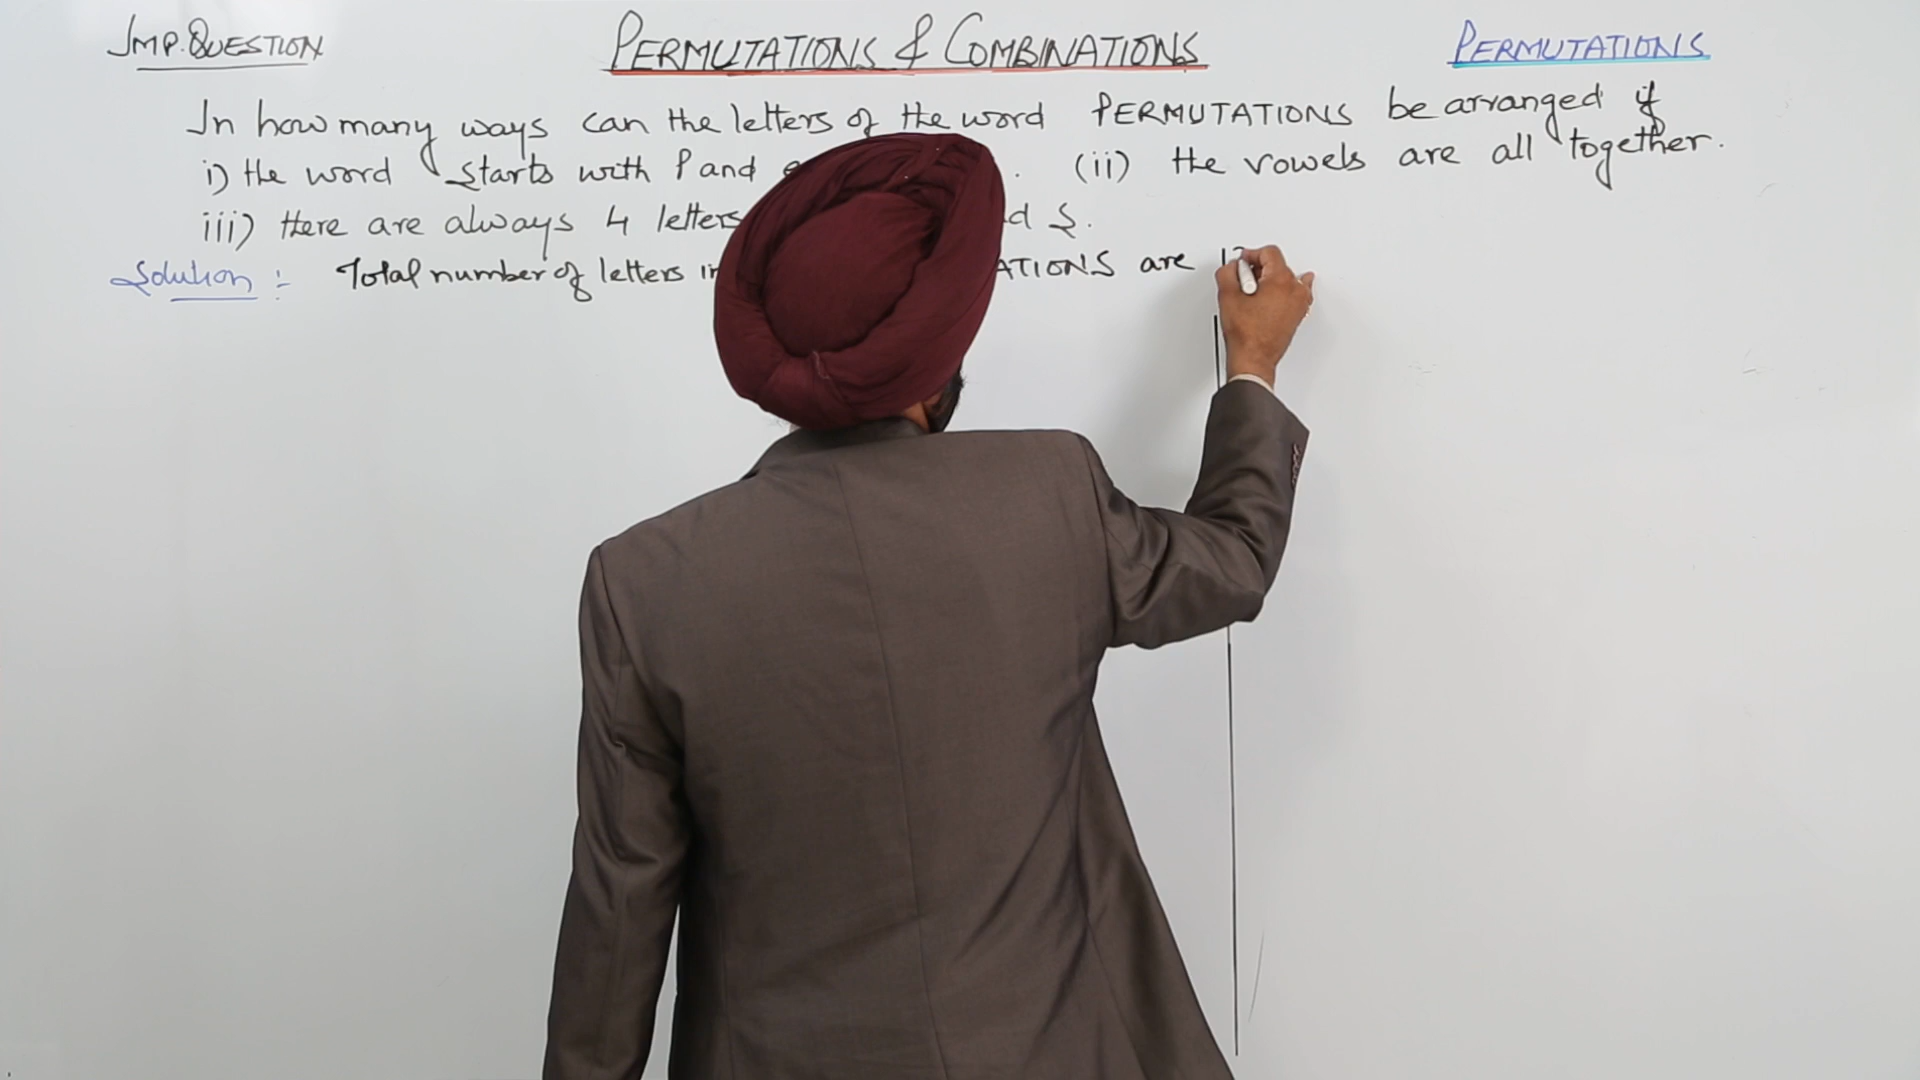 IMP. QUESTION PERMUTATIONS & COMBINATIONS PERMUTATIONS
In how many ways can the letters of the word PERMUTATIONS be arranged if
i) the word starts with P and . (ii) the vowels are all together.
iii) there are always 4 letters S.
Solution :- Total number of letters in are